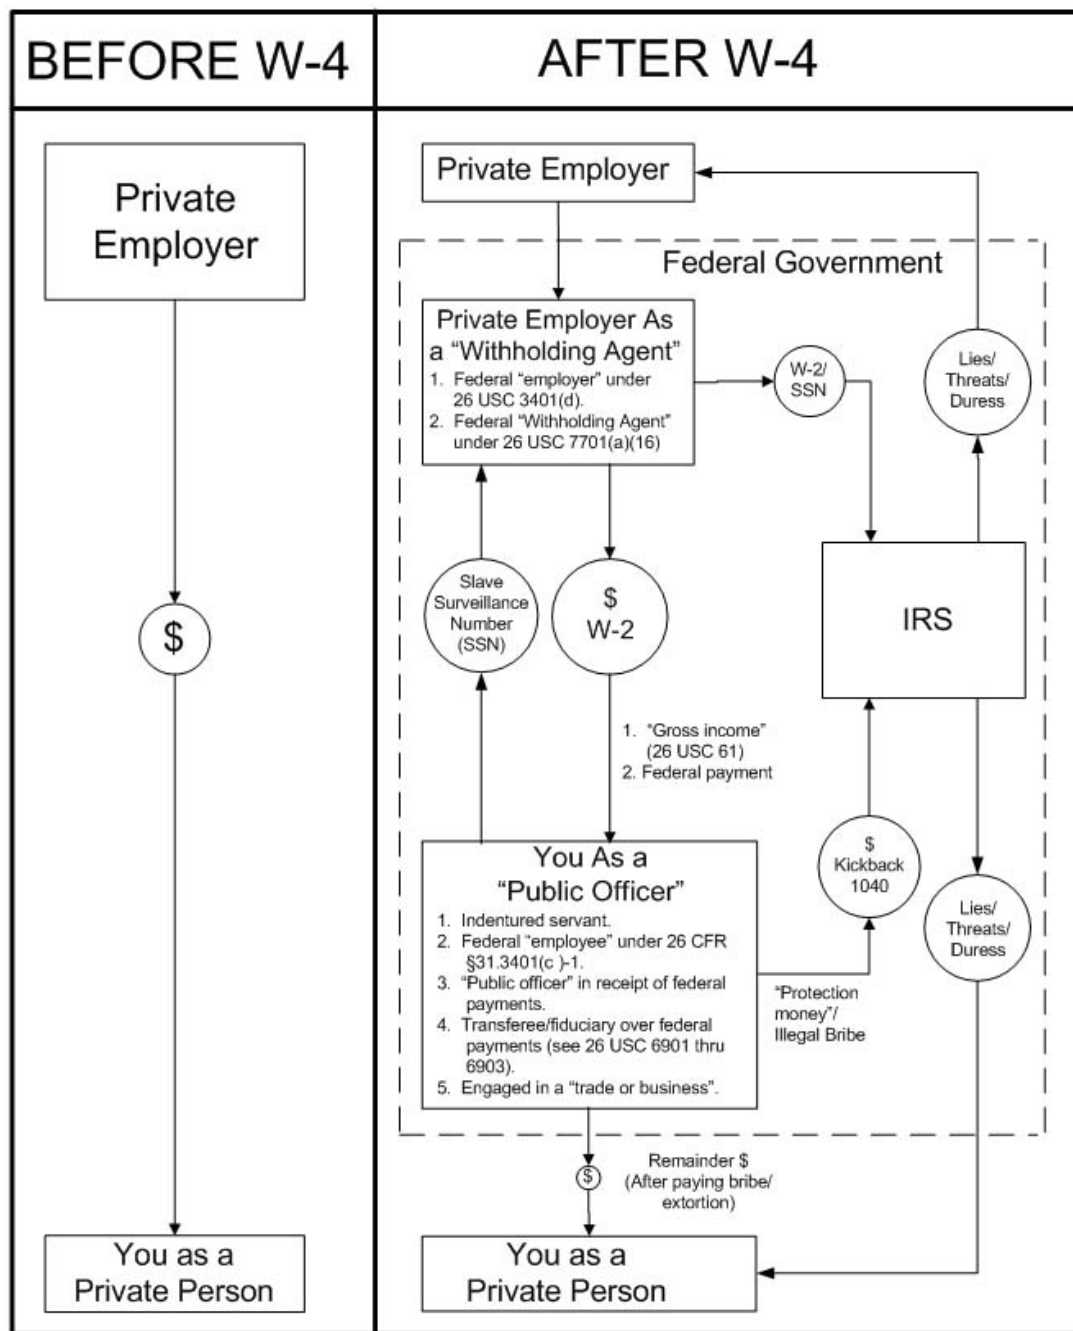 BEFORE W-4
AFTER W-4
Private
Employer
$
You as a
Private Person
Private Employer
Federal Government
Private Employer As
a “Withholding Agent”
1. Federal “employer” under
26 USC 3401(d).
2. Federal “Withholding Agent”
under 26 USC 7701(a)(16)
W-2/
SSN
Lies/
Threats/
Duress
Slave
Surveillance
Number
(SSN)
$
W-2
IRS
1. “Gross income”
(26 USC 61)
2. Federal payment
$
Kickback
1040
Lies/
Threats/
Duress
You As a
“Public Officer”
1. Indentured servant.
2. Federal “employee” under 26 CFR
§31.3401(c )-1.
3. “Public officer” in receipt of federal
payments.
4. Transferee/fiduciary over federal
payments (see 26 USC 6901 thru
6903).
5. Engaged in a “trade or business”.
“Protection
money”/
Illegal Bribe
$
Remainder $
(After paying bribe/
extortion)
You as a
Private Person